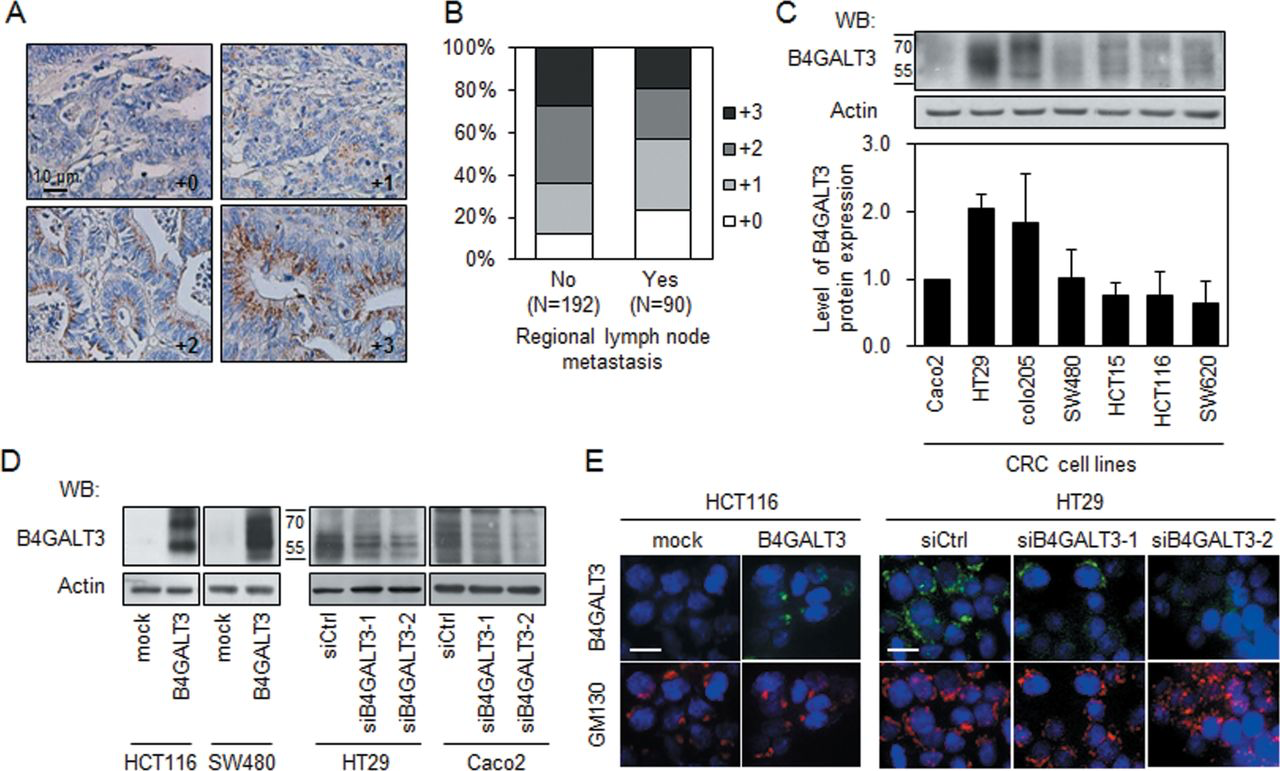 A
10 µm
+0
+1
+2
+3
B
100%
80%
60%
40%
20%
0%
+3
+2
+1
+0
No
(N=192)
Yes
(N=90)
Regional lymph node
metastasis
C
WB:
B4GALT3
70
55
Actin
Level of B4GALT3
protein expression
3.0
2.0
1.0
0.0
Caco2
HT29
colo205
SW480
HCT15
HCT116
SW620
CRC cell lines
D
WB:
B4GALT3
70
55
Actin
mock
B4GALT3
mock
B4GALT3
siCtrl
siB4GALT3-1
siB4GALT3-2
siCtrl
siB4GALT3-1
siB4GALT3-2
HCT116
SW480
HT29
Caco2
E
HCT116
HT29
mock
B4GALT3
siCtrl
siB4GALT3-1
siB4GALT3-2
B4GALT3
GM130